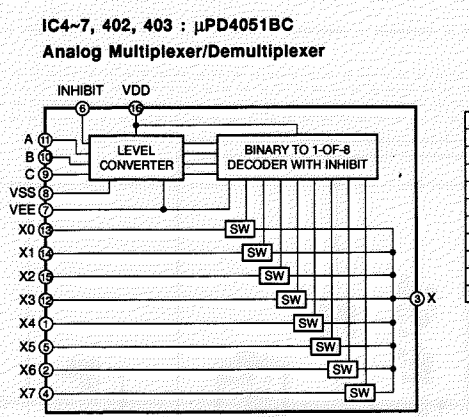 IC4~7, 402, 403 : µPD4051BC
Analog Multiplexer/Demultiplexer
INHIBIT VDD
6 16
A 11
B 10
C 9
VSS 8
VEE 7
LEVEL CONVERTER
BINARY TO 1-OF-8
DECODER WITH INHIBIT
X0 13 SW
X1 14 SW
X2 15 SW
X3 12 SW 3 X
X4 1 SW
X5 5 SW
X6 2 SW
X7 4 SW